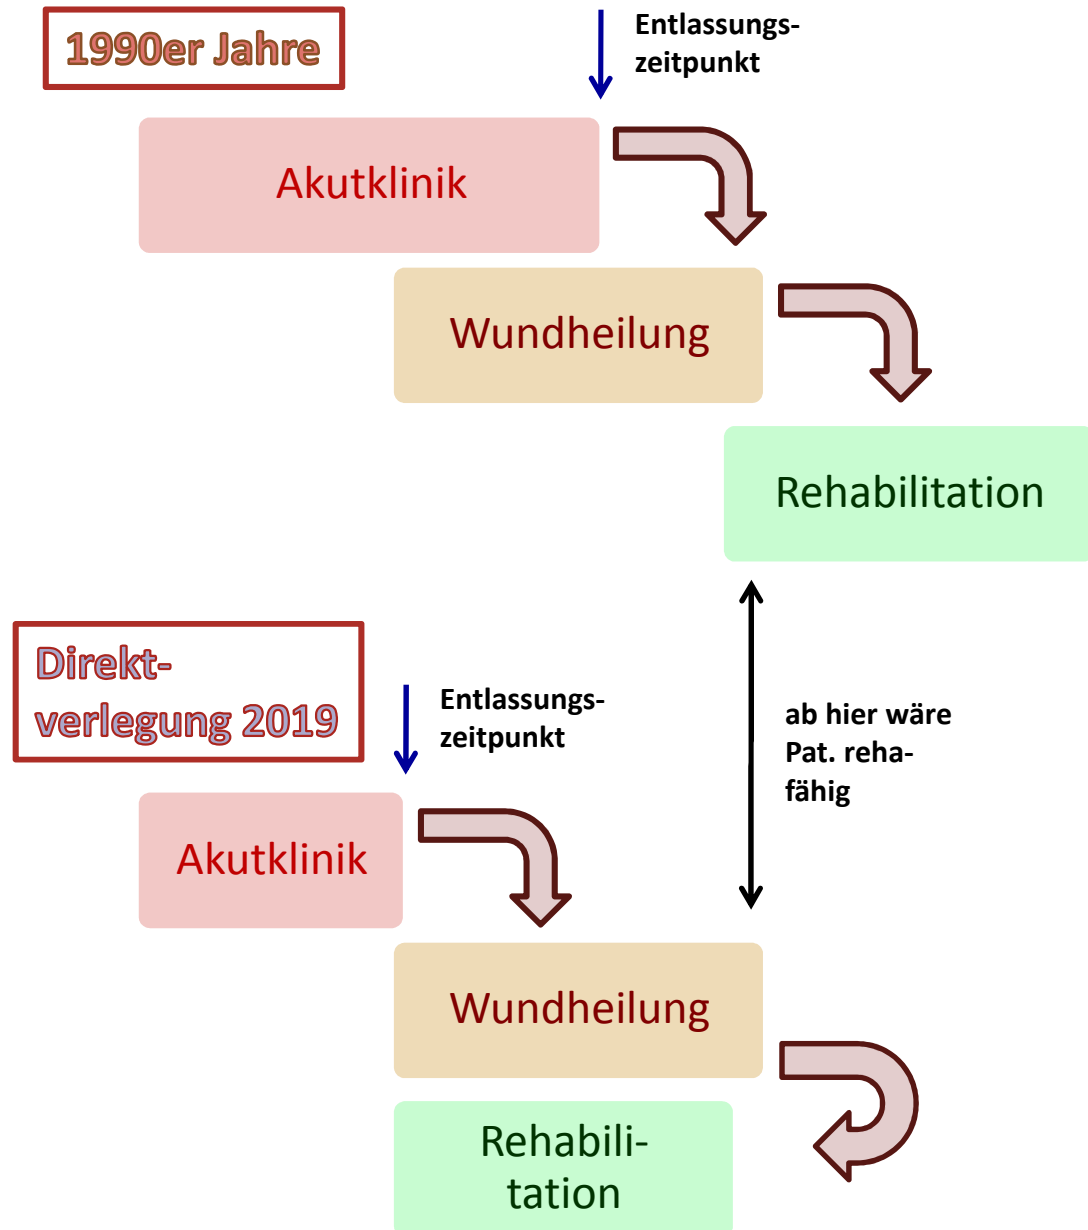 1990er Jahre
Entlassungs-
zeitpunkt
Akutklinik
Wundheilung
Rehabilitation
Direkt-
verlegung 2019
Entlassungs-
zeitpunkt
ab hier wäre
Pat. reha-
fähig
Akutklinik
Wundheilung
Rehabili-
tation